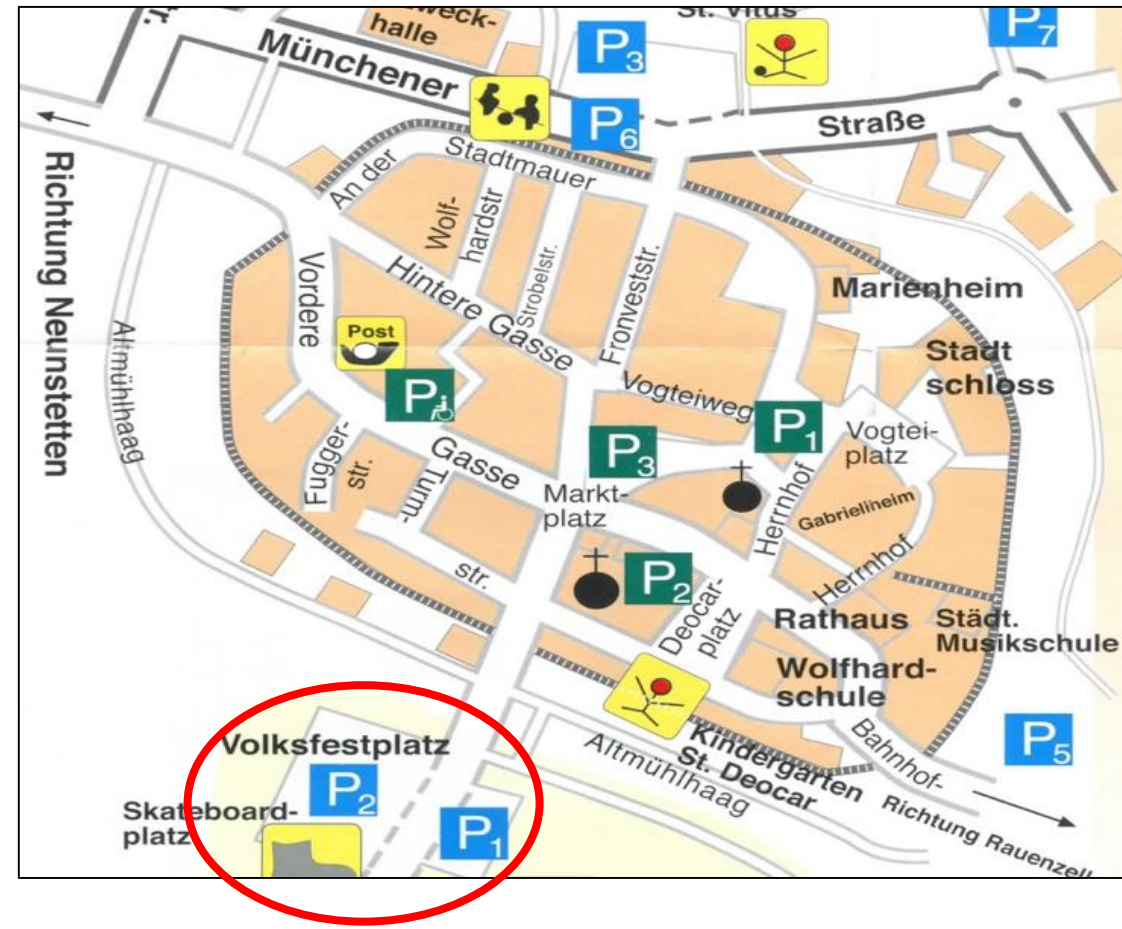 St. Vitus
weck-
halle
P3
P7
Münchener
P6
Straße
Richtung Neunstetten
An der
Stadtmauer
Wolf-
hardstr
Strobelstr.
Fronveststr.
Vordere
Hintere Gasse
Marienheim
Post
Altmühlhaag
Stadt
schloss
P
Vogteiweg
P1
Vogtei-
platz
Gasse
P3
Fugger-
str.
Turm-
str.
Markt-
platz
Herrnhof
Gabrieliheim
Herrnhof
P2
Deocar-
platz
Rathaus
Städt.
Musikschule
Wolfhard-
schule
Bahnhof-
P5
Kindergarten
St. Deocar
Altmühlhaag
Richtung Rauenzell
Volksfestplatz
P2
Skateboard-
platz
P1